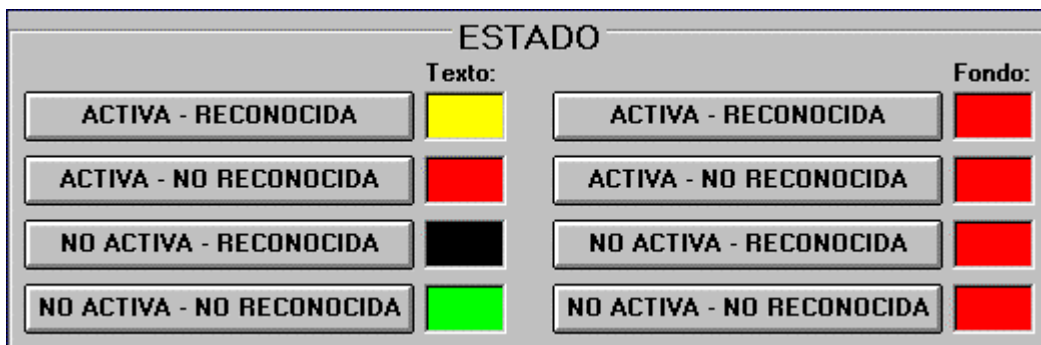 ESTADO
Texto: Fondo:
ACTIVA - RECONOCIDA ACTIVA - RECONOCIDA
ACTIVA - NO RECONOCIDA ACTIVA - NO RECONOCIDA
NO ACTIVA - RECONOCIDA NO ACTIVA - RECONOCIDA
NO ACTIVA - NO RECONOCIDA NO ACTIVA - NO RECONOCIDA